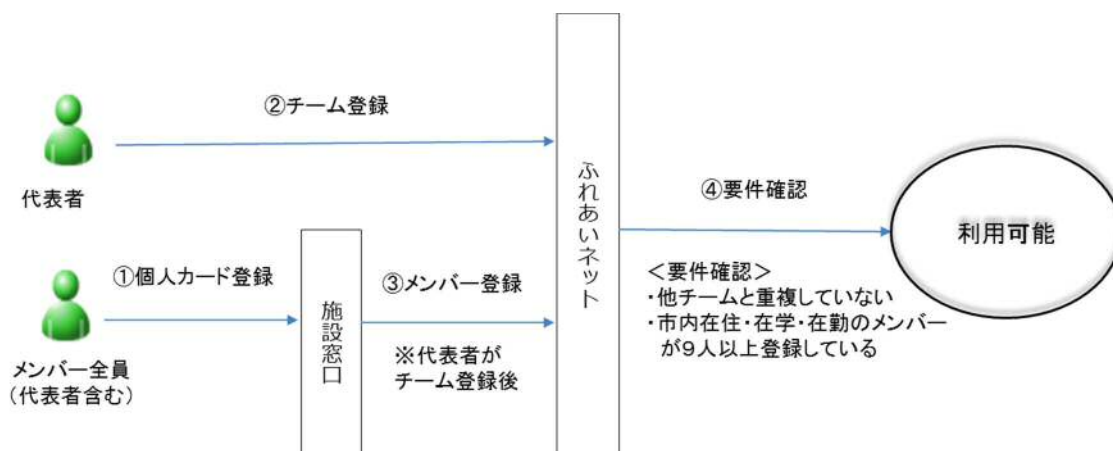 ②チーム登録
代表者
①個人カード登録
メンバー全員
(代表者含む)
施設窓口
③メンバー登録
※代表者が
チーム登録後
ふれあいネット
④要件確認
＜要件確認＞
・他チームと重複していない
・市内在住・在学・在勤のメンバー
が９人以上登録している
利用可能